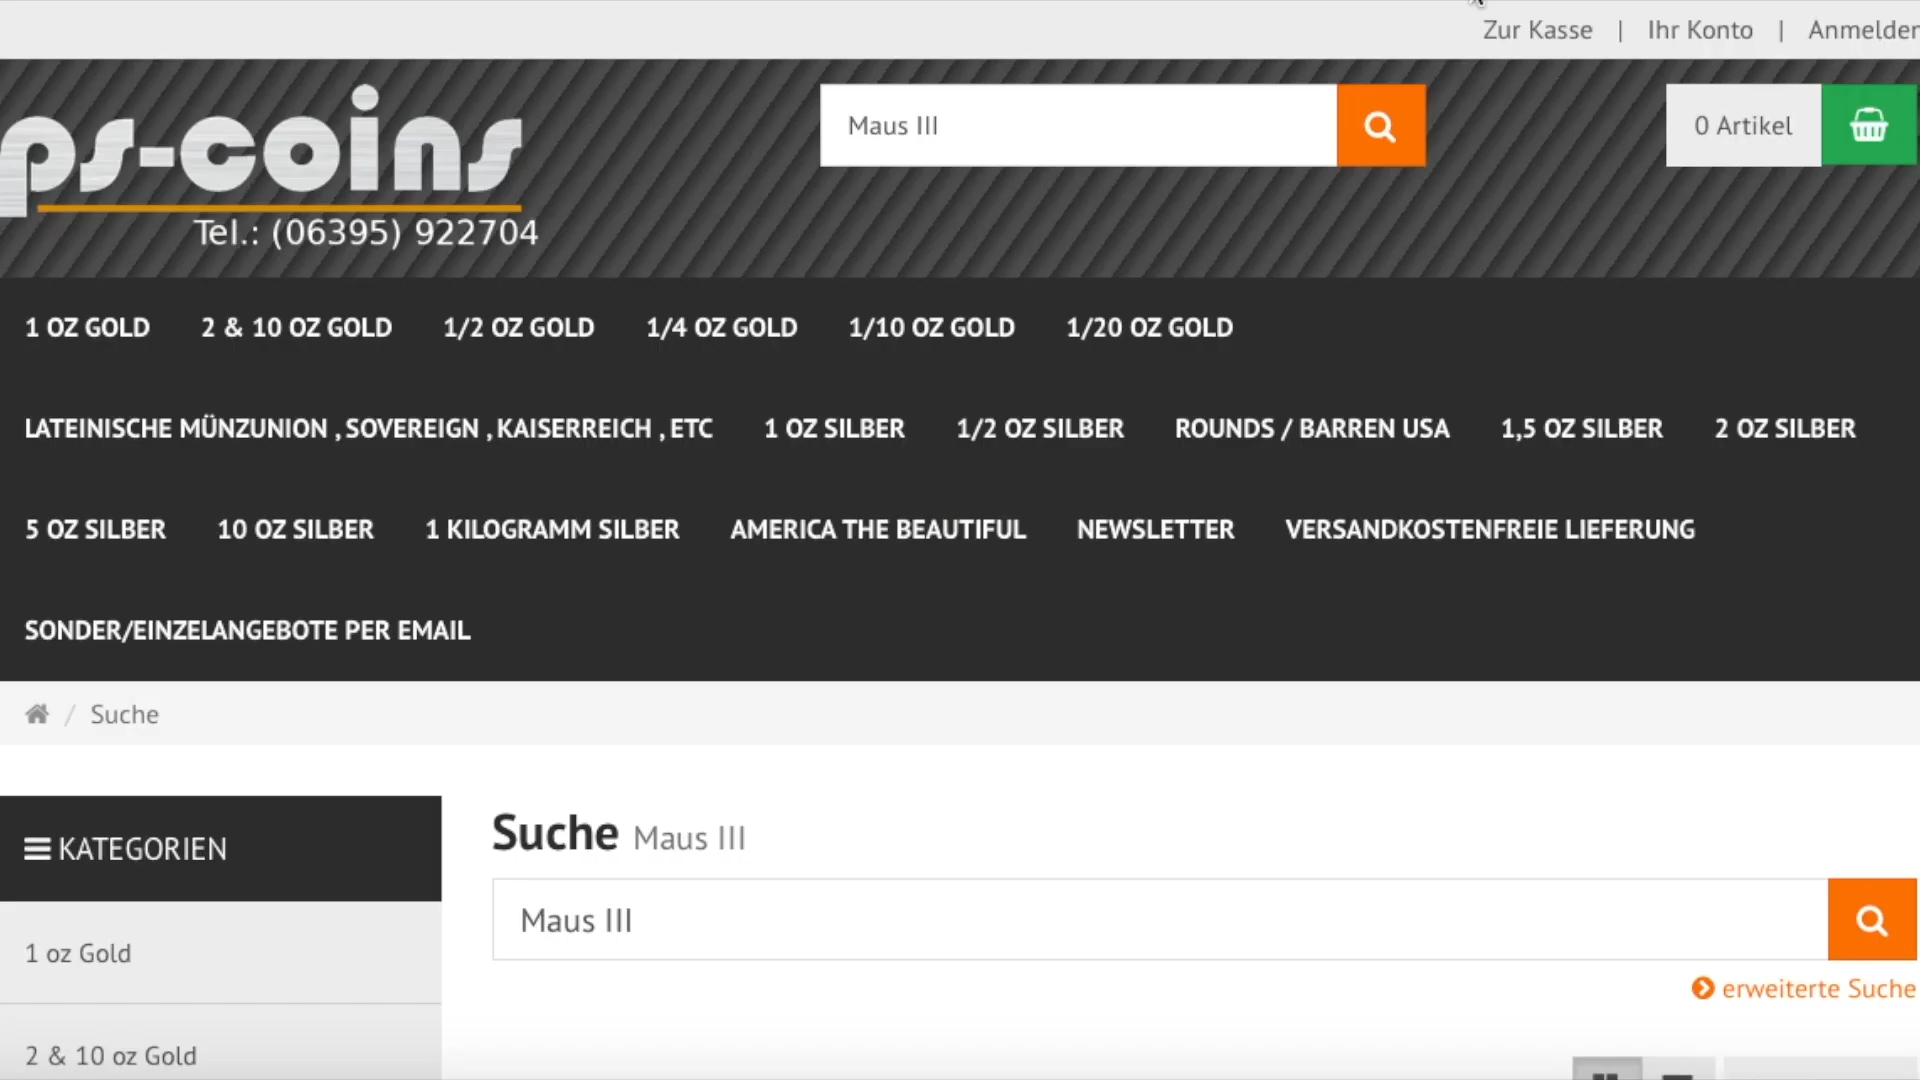 Zur Kasse | Ihr Konto | Anmelden
ps-coins
Maus III
0 Artikel
Tel.: (06395) 922704
1 OZ GOLD 2 & 10 OZ GOLD 1/2 OZ GOLD 1/4 OZ GOLD 1/10 OZ GOLD 1/20 OZ GOLD
LATEINISCHE MÜNZUNION , SOVEREIGN , KAISERREICH , ETC 1 OZ SILBER 1/2 OZ SILBER ROUNDS / BARREN USA 1,5 OZ SILBER 2 OZ SILBER
5 OZ SILBER 10 OZ SILBER 1 KILOGRAMM SILBER AMERICA THE BEAUTIFUL NEWSLETTER VERSANDKOSTENFREIE LIEFERUNG
SONDER/EINZELANGEBOTE PER EMAIL
/ Suche
KATEGORIEN
1 oz Gold
2 & 10 oz Gold
Suche Maus III
Maus III
erweiterte Suche